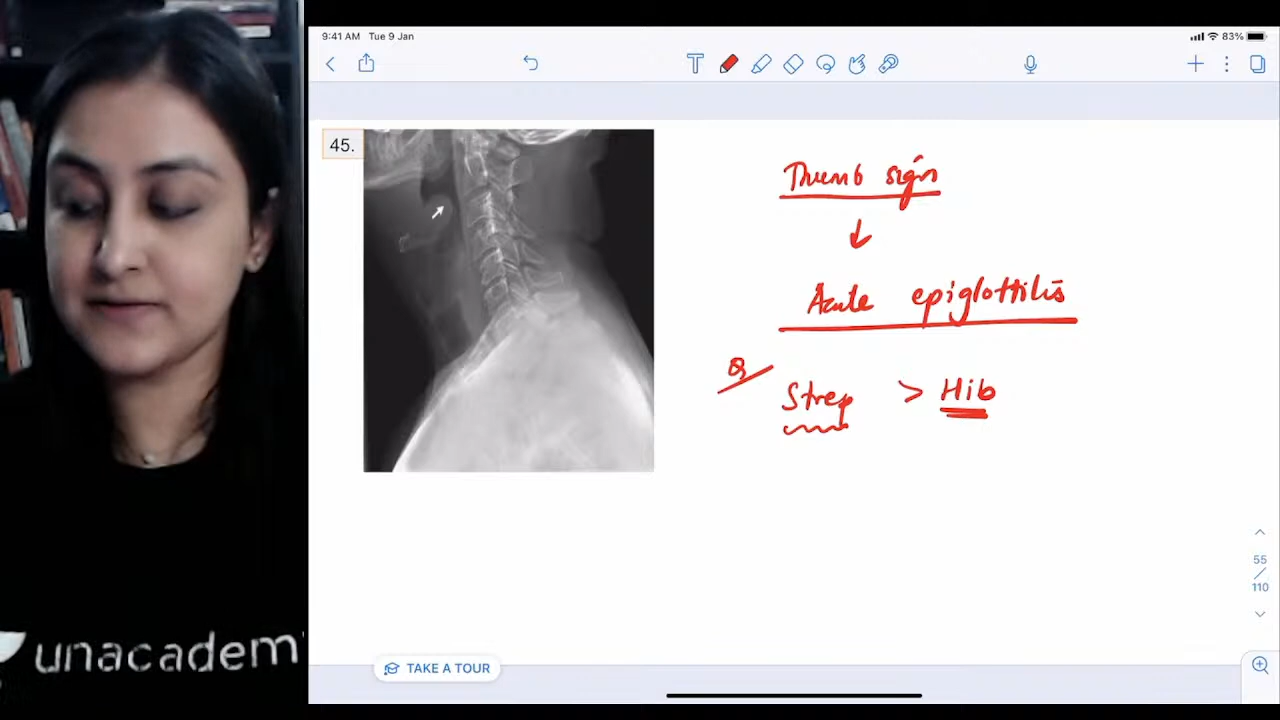 9:41 AM Tue 9 Jan
83%
T
45.
Thumb sign
Acute epiglottitis
Q
Strep > Hib
55
110
TAKE A TOUR
unacadem